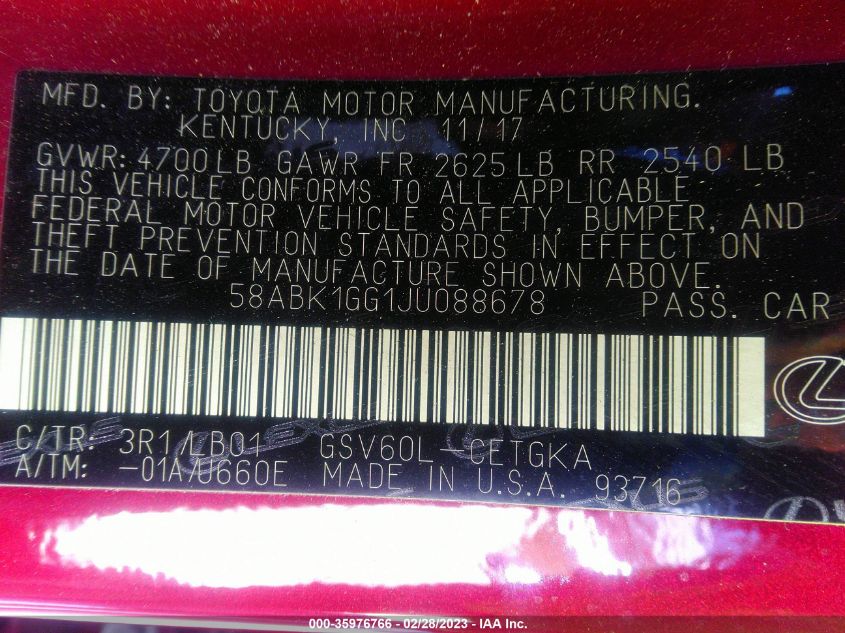 MFD. BY: TOYOTA MOTOR MANUFACTURING.
KENTUCKY, INC 11/17
GVWR: 4700LB GAWR FR 2625LB RR 2540 LB
THIS VEHICLE CONFORMS TO ALL APPLICABLE
FEDERAL MOTOR VEHICLE SAFETY, BUMPER, AND
THEFT PREVENTION STANDARDS IN EFFECT ON
THE DATE OF MANUFACTURE SHOWN ABOVE.
58ABK1GG1JU088678 PASS. CAR
C/TR: 3R1/LB01 GSV60L-CETGKA
A/TM: -01A/U660E MADE IN U.S.A. 93716
LEXUS
000-35976766 - 02/28/2023 - IAA Inc.